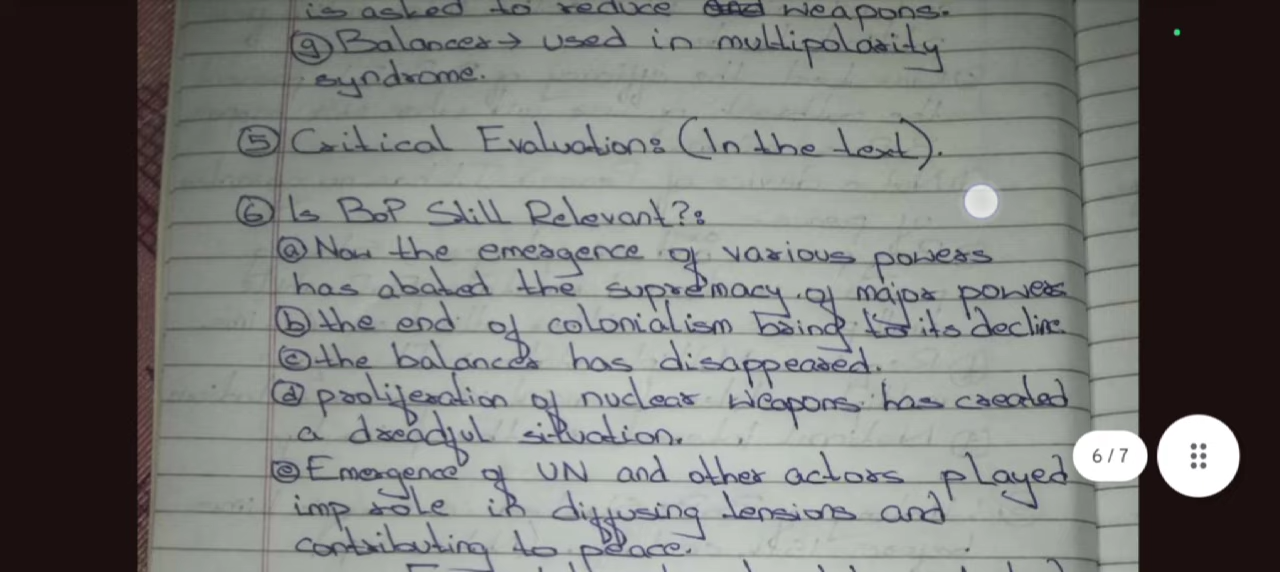 is asked to reduce weapons.
(g) Balancer → used in multipolarity
syndrome.
(5) Critical Evaluation: (In the text).
(6) Is BoP Still Relevant?:
(a) Now the emergence of various powers
has abated the supremacy of major powers
(b) the end of colonialism being to its decline.
(c) the balancer has disappeared.
(d) proliferation of nuclear weapons has created
a dreadful situation.
(e) Emergence of UN and other actors played
imp role in diffusing tensions and
contributing to peace.
6/7